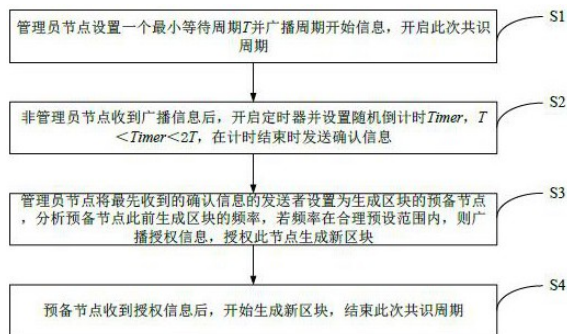 管理员节点设置一个最小等待周期T并广播周期开始信息，开启此次共识
周期
S1
非管理员节点收到广播信息后，开启定时器并设置随机倒计时Timer，T
＜Timer＜2T，在计时结束时发送确认信息
S2
管理员节点将最先收到的确认信息的发送者设置为生成区块的预备节点
，分析预备节点此前生成区块的频率，若频率在合理预设范围内，则广
播授权信息，授权此节点生成新区块
S3
预备节点收到授权信息后，开始生成新区块，结束此次共识周期
S4